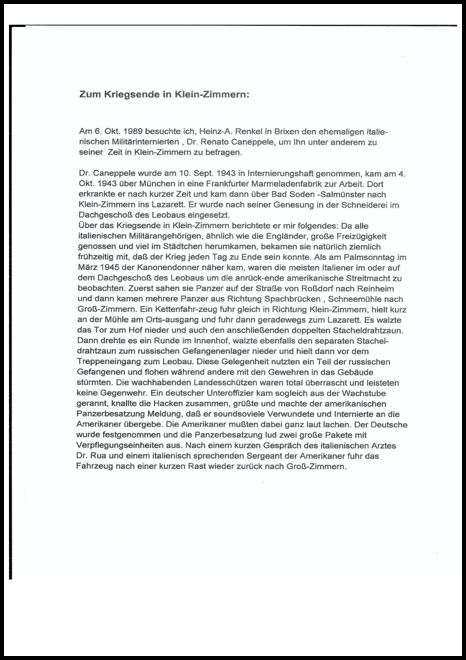 Zum Kriegsende in Klein-Zimmern:
Am 6. Okt. 1989 besuchte ich, Heinz-A. Renkel in Brixen den ehemaligen italie-
nischen Militärinternierten , Dr. Renato Caneppele, um Ihn unter anderem zu
seiner Zeit in Klein-Zimmern zu befragen.
Dr. Caneppele wurde am 10. Sept. 1943 in Internierungshaft genommen, kam am 4.
Okt. 1943 über München in eine Frankfurter Marmeladenfabrik zur Arbeit. Dort
erkrankte er nach kurzer Zeit und kam dann über Bad Soden -Salmünster nach
Klein-Zimmern ins Lazarett. Er wurde nach seiner Genesung in der Schneiderei im
Dachgeschoß des Leobaus eingesetzt.
Über das Kriegsende in Klein-Zimmern berichtete er mir folgendes: Da alle
italienischen Militärangehörigen, ähnlich wie die Engländer, große Freizügigkeit
genossen und viel im Städtchen herumkamen, bekamen sie natürlich ziemlich
frühzeitig mit, daß der Krieg jeden Tag zu Ende sein konnte. Als am Palmsonntag im
März 1945 der Kanonendonner näher kam, waren die meisten Italiener im oder auf
dem Dachgeschoß des Leobaus um die anrück-ende amerikanische Streitmacht zu
beobachten. Zuerst sahen sie Panzer auf der Straße von Roßdorf nach Reinheim
und dann kamen mehrere Panzer aus Richtung Spachbrücken , Schneemühle nach
Groß-Zimmern. Ein Kettenfahr-zeug fuhr gleich in Richtung Klein-Zimmern, hielt kurz
an der Mühle am Orts-ausgang und fuhr dann geradewegs zum Lazarett. Es walzte
das Tor zum Hof nieder und auch den anschließenden doppelten Stacheldrahtzaun.
Dann drehte es ein Runde im Innenhof, walzte ebenfalls den separaten Stachel-
drahtzaun zum russischen Gefangenenlager nieder und hielt dann vor dem
Treppeneingang zum Leobau. Diese Gelegenheit nutzten ein Teil der russischen
Gefangenen und flohen während andere mit den Gewehren in das Gebäude
stürmten. Die wachhabenden Landesschützen waren total überrascht und leisteten
keine Gegenwehr. Ein deutscher Unteroffizier kam sogleich aus der Wachstube
gerannt, knallte die Hacken zusammen, grüßte und machte der amerikanischen
Panzerbesatzung Meldung, daß er soundsoviele Verwundete und Internierte an die
Amerikaner übergebe. Die Amerikaner mußten dabei ganz laut lachen. Der Deutsche
wurde festgenommen und die Panzerbesatzung lud zwei große Pakete mit
Verpflegungseinheiten aus. Nach einem kurzen Gespräch des italienischen Arztes
Dr. Rua und einem italienisch sprechenden Sergeant der Amerikaner fuhr das
Fahrzeug nach einer kurzen Rast wieder zurück nach Groß-Zimmern.